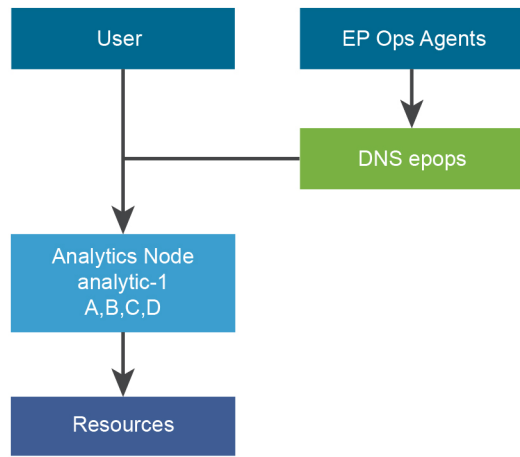 User
EP Ops Agents
DNS epops
Analytics Node
analytic-1
A,B,C,D
Resources